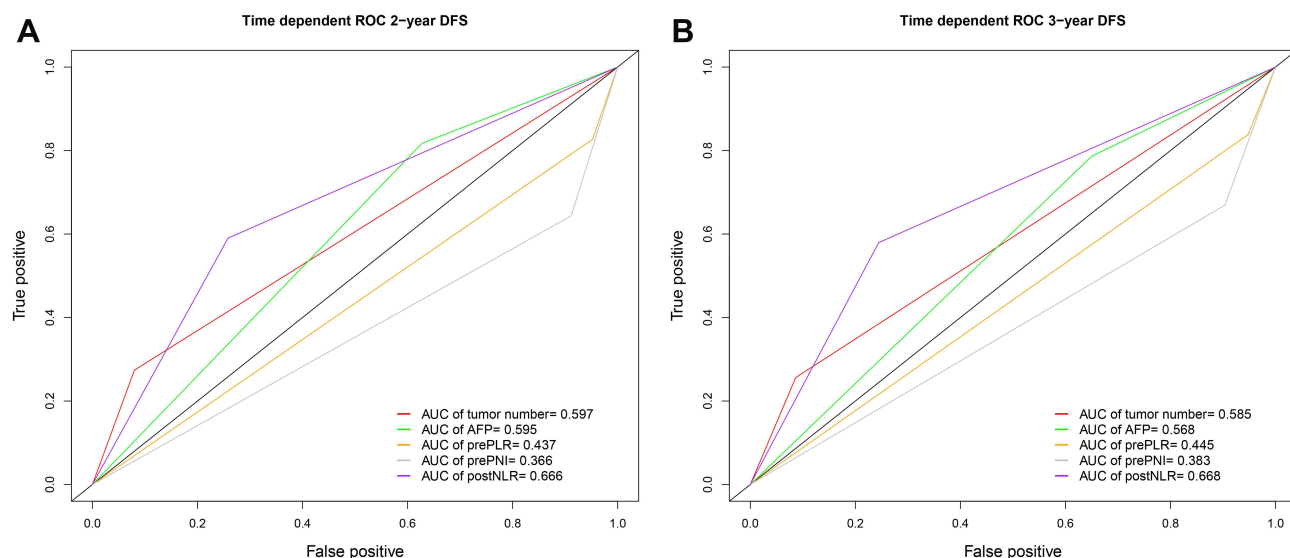 A
Time dependent ROC 2−year DFS
True positive
1.0
0.8
0.6
0.4
0.2
0.0
AUC of tumor number= 0.597
AUC of AFP= 0.595
AUC of prePLR= 0.437
AUC of prePNI= 0.366
AUC of postNLR= 0.666
0.0 0.2 0.4 0.6 0.8 1.0
False positive
B
Time dependent ROC 3−year DFS
True positive
1.0
0.8
0.6
0.4
0.2
0.0
AUC of tumor number= 0.585
AUC of AFP= 0.568
AUC of prePLR= 0.445
AUC of prePNI= 0.383
AUC of postNLR= 0.668
0.0 0.2 0.4 0.6 0.8 1.0
False positive